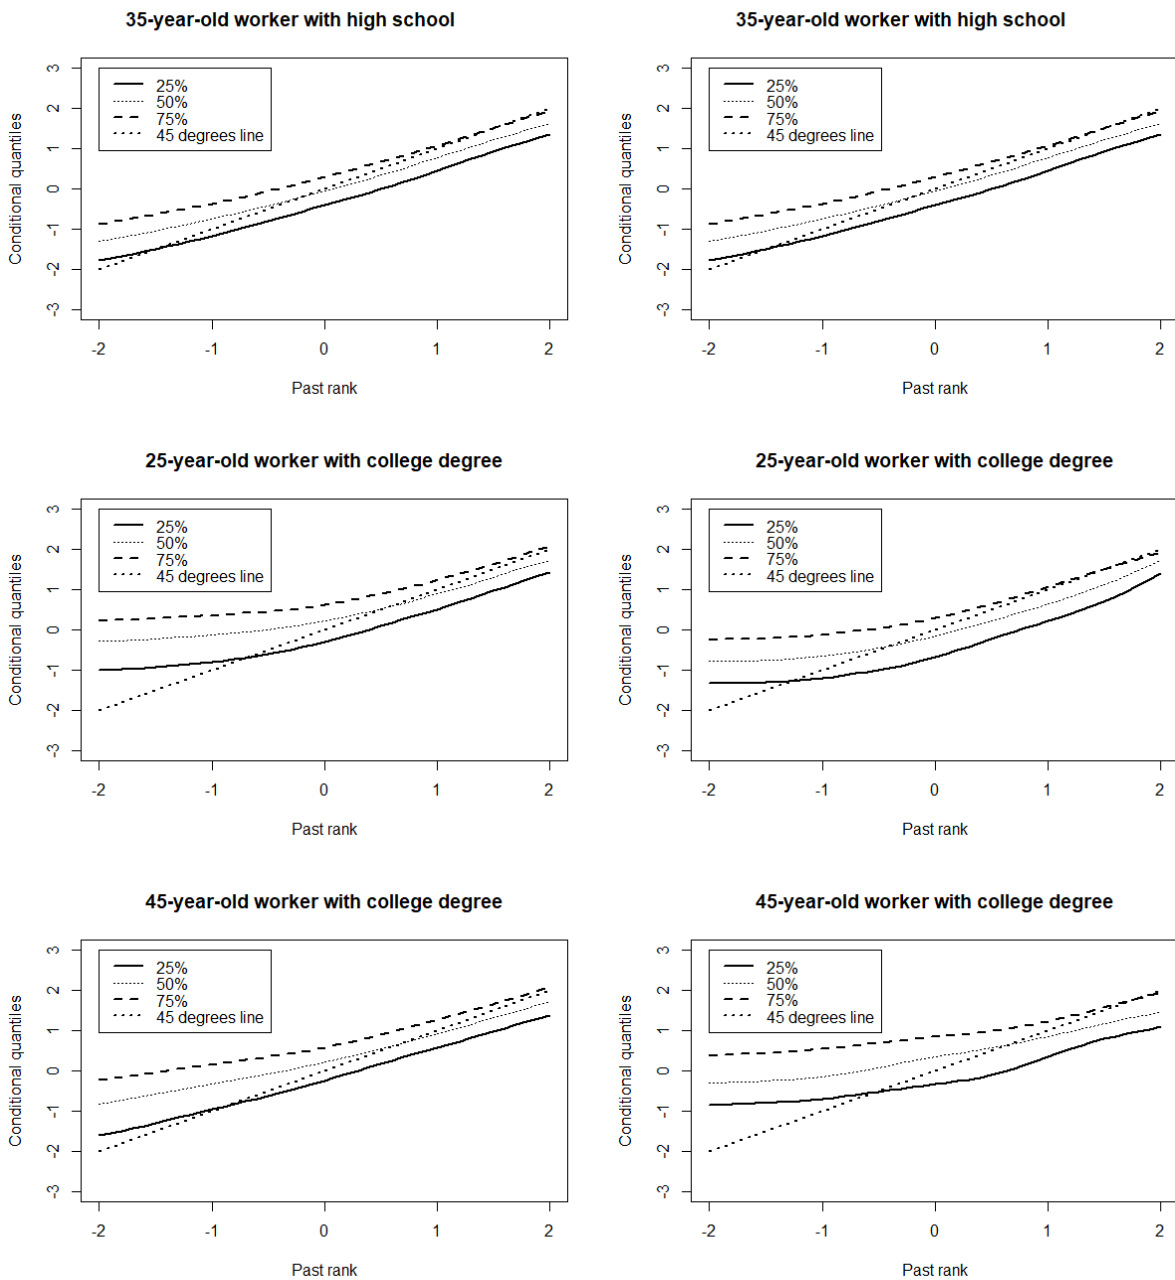 35-year-old worker with high school
3
2
1
0
-1
-2
-3
Conditional quantiles
25%
50%
75%
45 degrees line
-2 -1 0 1 2
Past rank
35-year-old worker with high school
3
2
1
0
-1
-2
-3
Conditional quantiles
25%
50%
75%
45 degrees line
-2 -1 0 1 2
Past rank
25-year-old worker with college degree
3
2
1
0
-1
-2
-3
Conditional quantiles
25%
50%
75%
45 degrees line
-2 -1 0 1 2
Past rank
25-year-old worker with college degree
3
2
1
0
-1
-2
-3
Conditional quantiles
25%
50%
75%
45 degrees line
-2 -1 0 1 2
Past rank
45-year-old worker with college degree
3
2
1
0
-1
-2
-3
Conditional quantiles
25%
50%
75%
45 degrees line
-2 -1 0 1 2
Past rank
45-year-old worker with college degree
3
2
1
0
-1
-2
-3
Conditional quantiles
25%
50%
75%
45 degrees line
-2 -1 0 1 2
Past rank